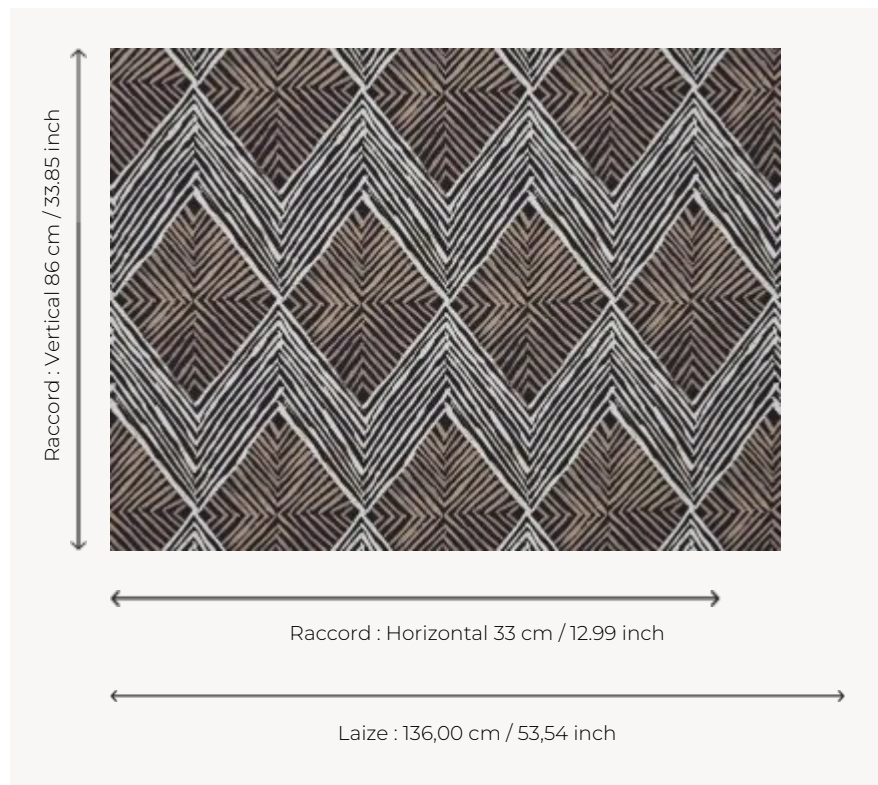 Raccord : Vertical 86 cm / 33.85 inch
Raccord : Horizontal 33 cm / 12.99 inch
Laize : 136,00 cm / 53,54 inch